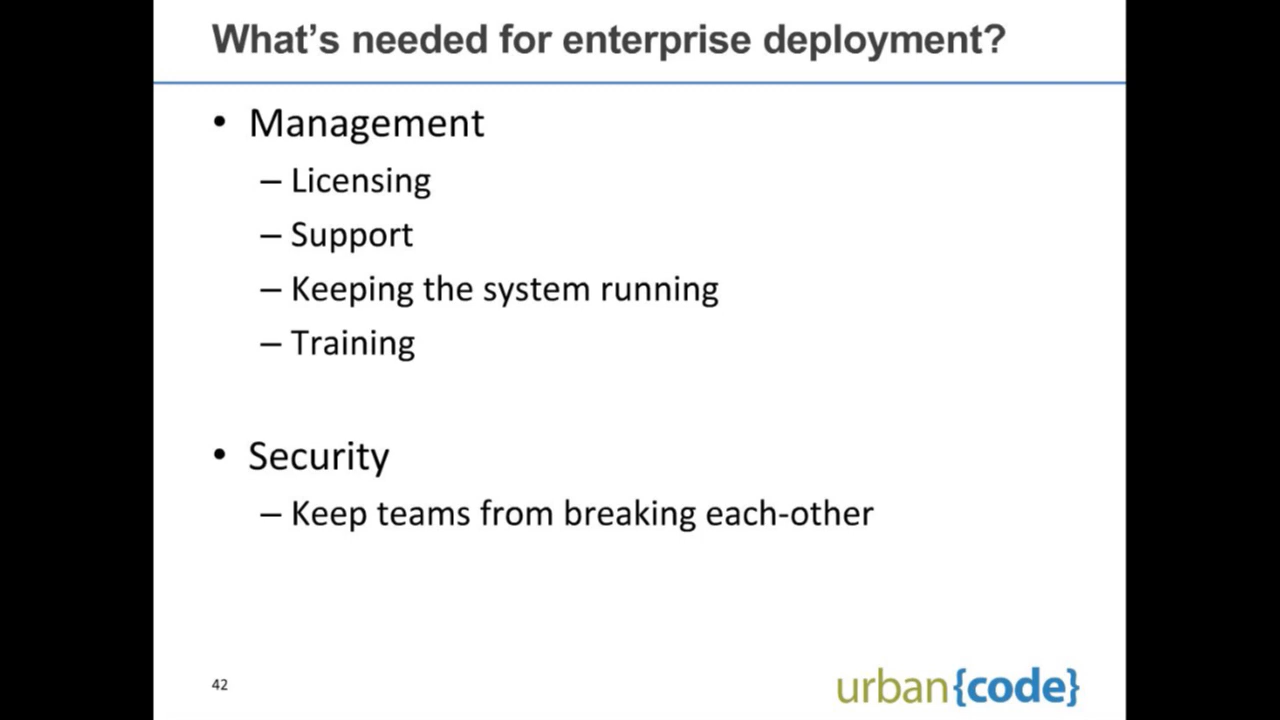 What’s needed for enterprise deployment?
• Management
– Licensing
– Support
– Keeping the system running
– Training
• Security
– Keep teams from breaking each-other
42
urban{code}